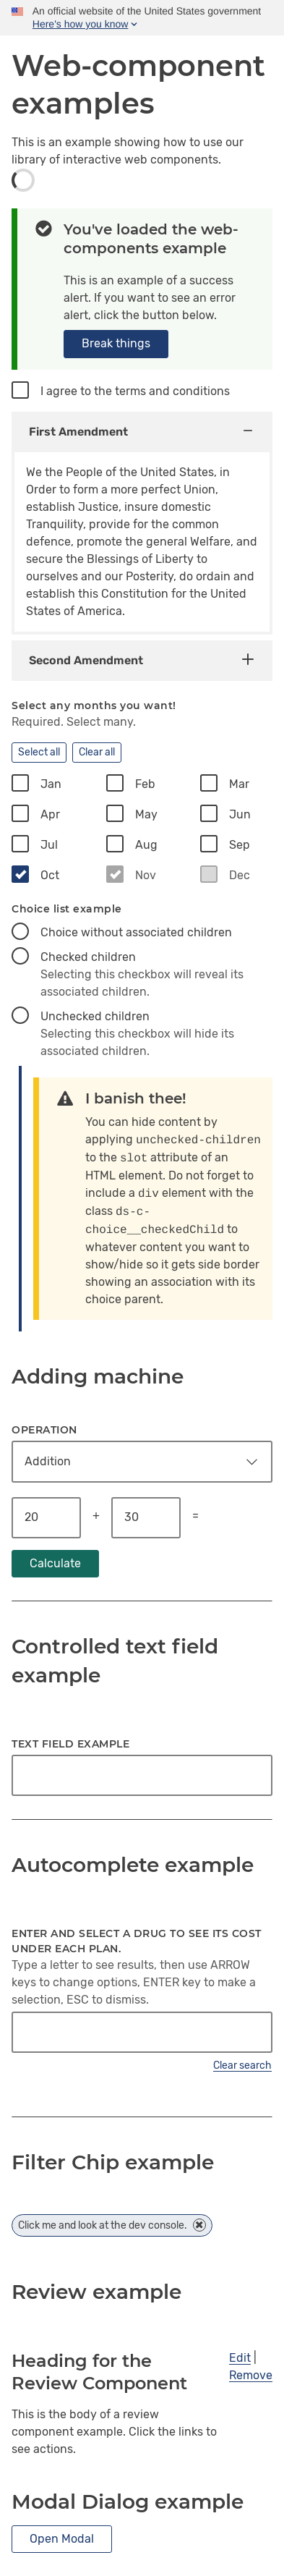 An official website of the United States government
Here's how you know
Web-component
examples
This is an example showing how to use our
library of interactive web components.
You've loaded the web-
components example
This is an example of a success
alert. If you want to see an error
alert, click the button below.
Break things
I agree to the terms and conditions
First Amendment
We the People of the United States, in
Order to form a more perfect Union,
establish Justice, insure domestic
Tranquility, provide for the common
defence, promote the general Welfare, and
secure the Blessings of Liberty to
ourselves and our Posterity, do ordain and
establish this Constitution for the United
States of America.
Second Amendment
Select any months you want!
Required. Select many.
Select all Clear all
Jan Feb Mar
Apr May Jun
Jul Aug Sep
Oct Nov Dec
Choice list example
Choice without associated children
Checked children
Selecting this checkbox will reveal its
associated children.
Unchecked children
Selecting this checkbox will hide its
associated children.
I banish thee!
You can hide content by
applying unchecked-children
to the slot attribute of an
HTML element. Do not forget to
include a div element with the
class ds-c-
choice__checkedChild to
whatever content you want to
show/hide so it gets side border
showing an association with its
choice parent.
Adding machine
OPERATION
Addition
20 + 30 =
Calculate
Controlled text field
example
TEXT FIELD EXAMPLE
Autocomplete example
ENTER AND SELECT A DRUG TO SEE ITS COST
UNDER EACH PLAN.
Type a letter to see results, then use ARROW
keys to change options, ENTER key to make a
selection, ESC to dismiss.
Clear search
Filter Chip example
Click me and look at the dev console.
Review example
Heading for the
Review Component
Edit |
Remove
This is the body of a review
component example. Click the links to
see actions.
Modal Dialog example
Open Modal